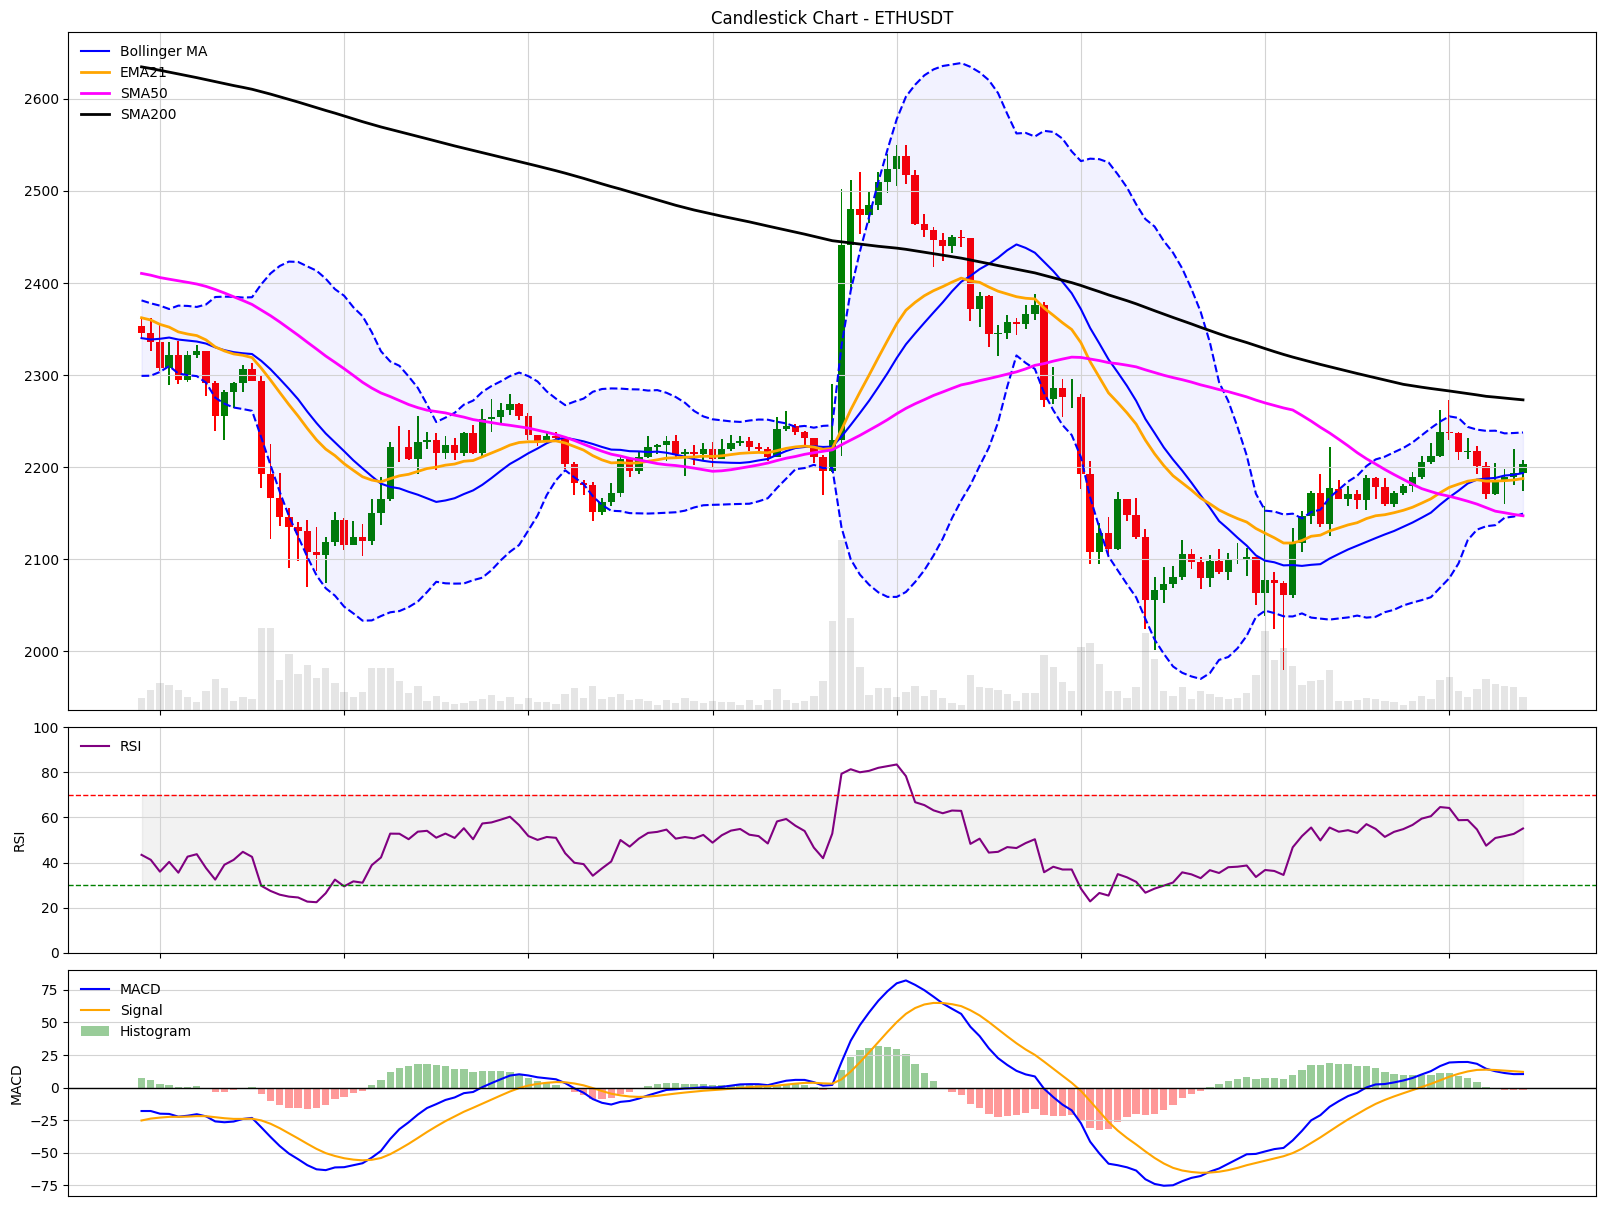 Candlestick Chart - ETHUSDT
Bollinger MA
EMA21
SMA50
SMA200
2600
2500
2400
2300
2200
2100
2000
RSI
100
80
60
40
20
0
RSI
MACD
Signal
Histogram
75
50
25
0
−25
−50
−75
MACD